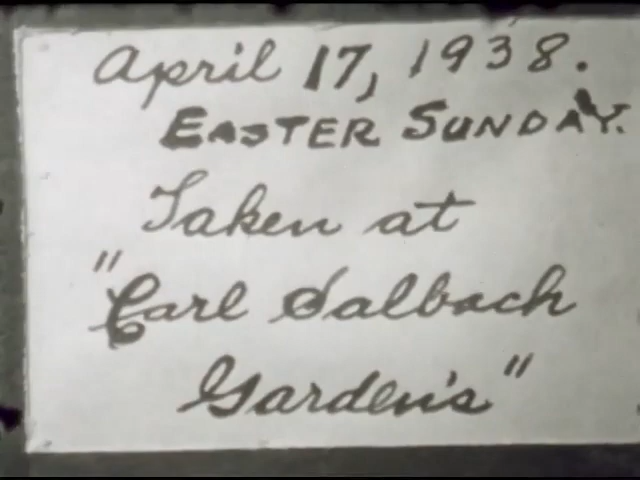 April 17, 1938.
EASTER SUNDAY.
Taken at
"Carl Salbach
Garden's"